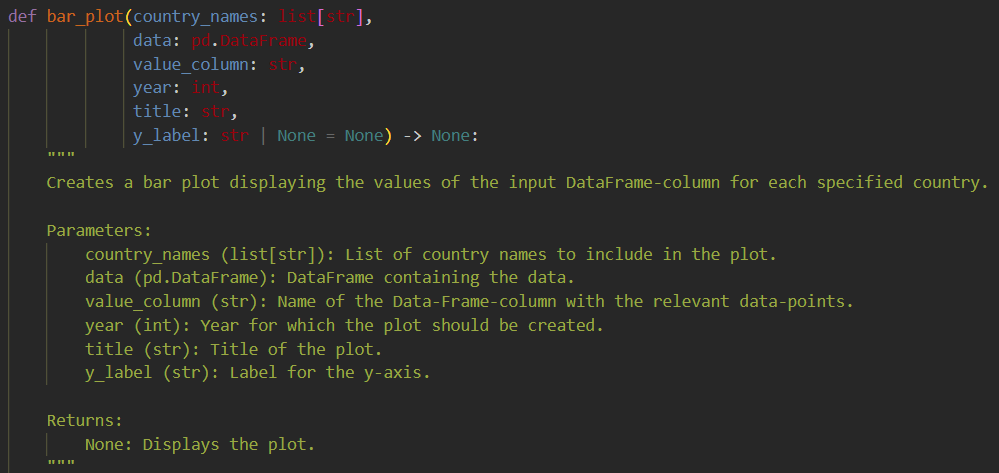 def bar_plot(country_names: list[str],
data: pd.DataFrame,
value_column: str,
year: int,
title: str,
y_label: str | None = None) -> None:
"""
Creates a bar plot displaying the values of the input DataFrame-column for each specified country.
Parameters:
country_names (list[str]): List of country names to include in the plot.
data (pd.DataFrame): DataFrame containing the data.
value_column (str): Name of the Data-Frame-column with the relevant data-points.
year (int): Year for which the plot should be created.
title (str): Title of the plot.
y_label (str): Label for the y-axis.
Returns:
None: Displays the plot.
"""